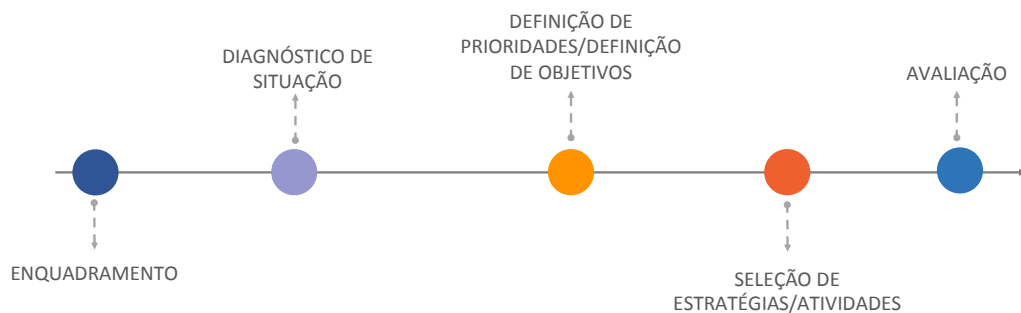 ENQUADRAMENTO
DIAGNÓSTICO DE
SITUAÇÃO
DEFINIÇÃO DE
PRIORIDADES/DEFINIÇÃO
DE OBJETIVOS
SELEÇÃO DE
ESTRATÉGIAS/ATIVIDADES
AVALIAÇÃO